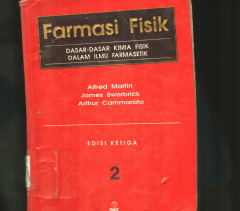 Farmasi Fisik
DASAR-DASAR KIMIA FISIK
DALAM ILMU FARMASETIK
Alfred Martin
James Swarbrick
Arthur Cammarata
EDISI KETIGA
2